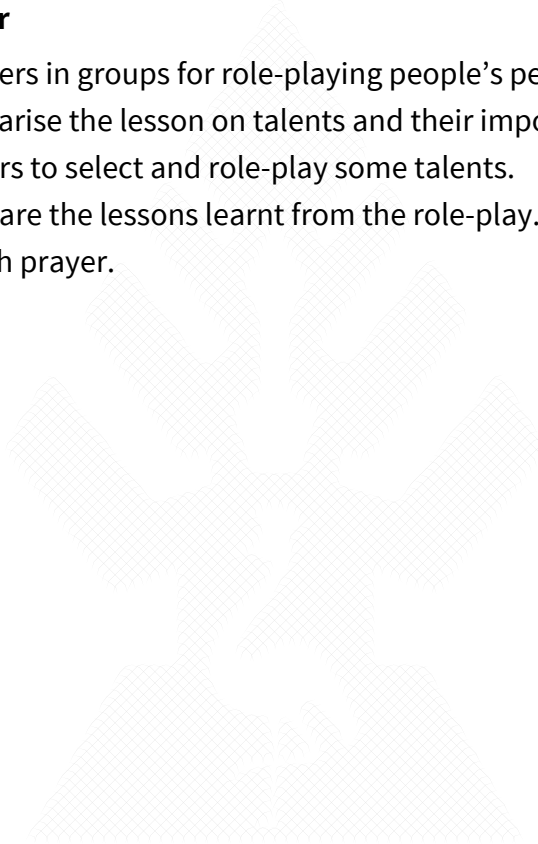 r
ers in groups for role-playing people’s pe
arise the lesson on talents and their impo
rs to select and role-play some talents.
are the lessons learnt from the role-play.
h prayer.